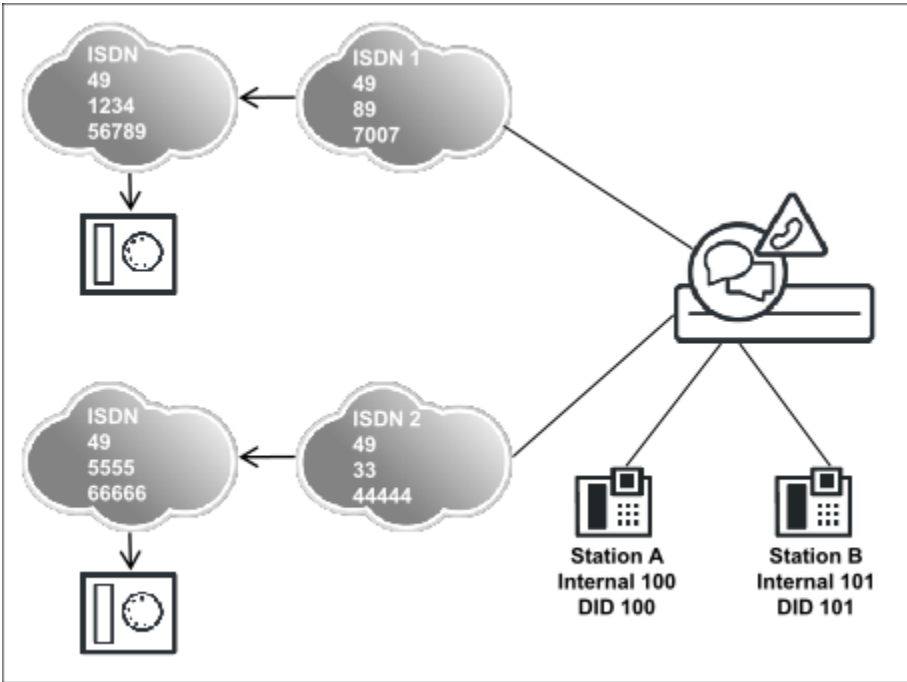 ISDN
49
1234
56789
ISDN 1
49
89
7007
ISDN
49
5555
66666
ISDN 2
49
33
44444
Station A
Internal 100
DID 100
Station B
Internal 101
DID 101